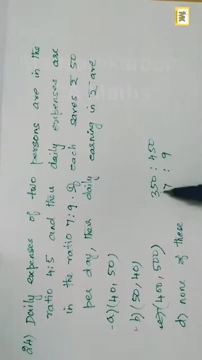 24) Daily expenses of two persons are in the
ratio 4:5 and their daily expenses are
in the ratio 7:9. If each saves ₹50
per day, their daily earning in ₹ are
a) (40, 50)
b) (50, 40)
c) (400, 500)
d) none of these
350 : 450
7 : 9